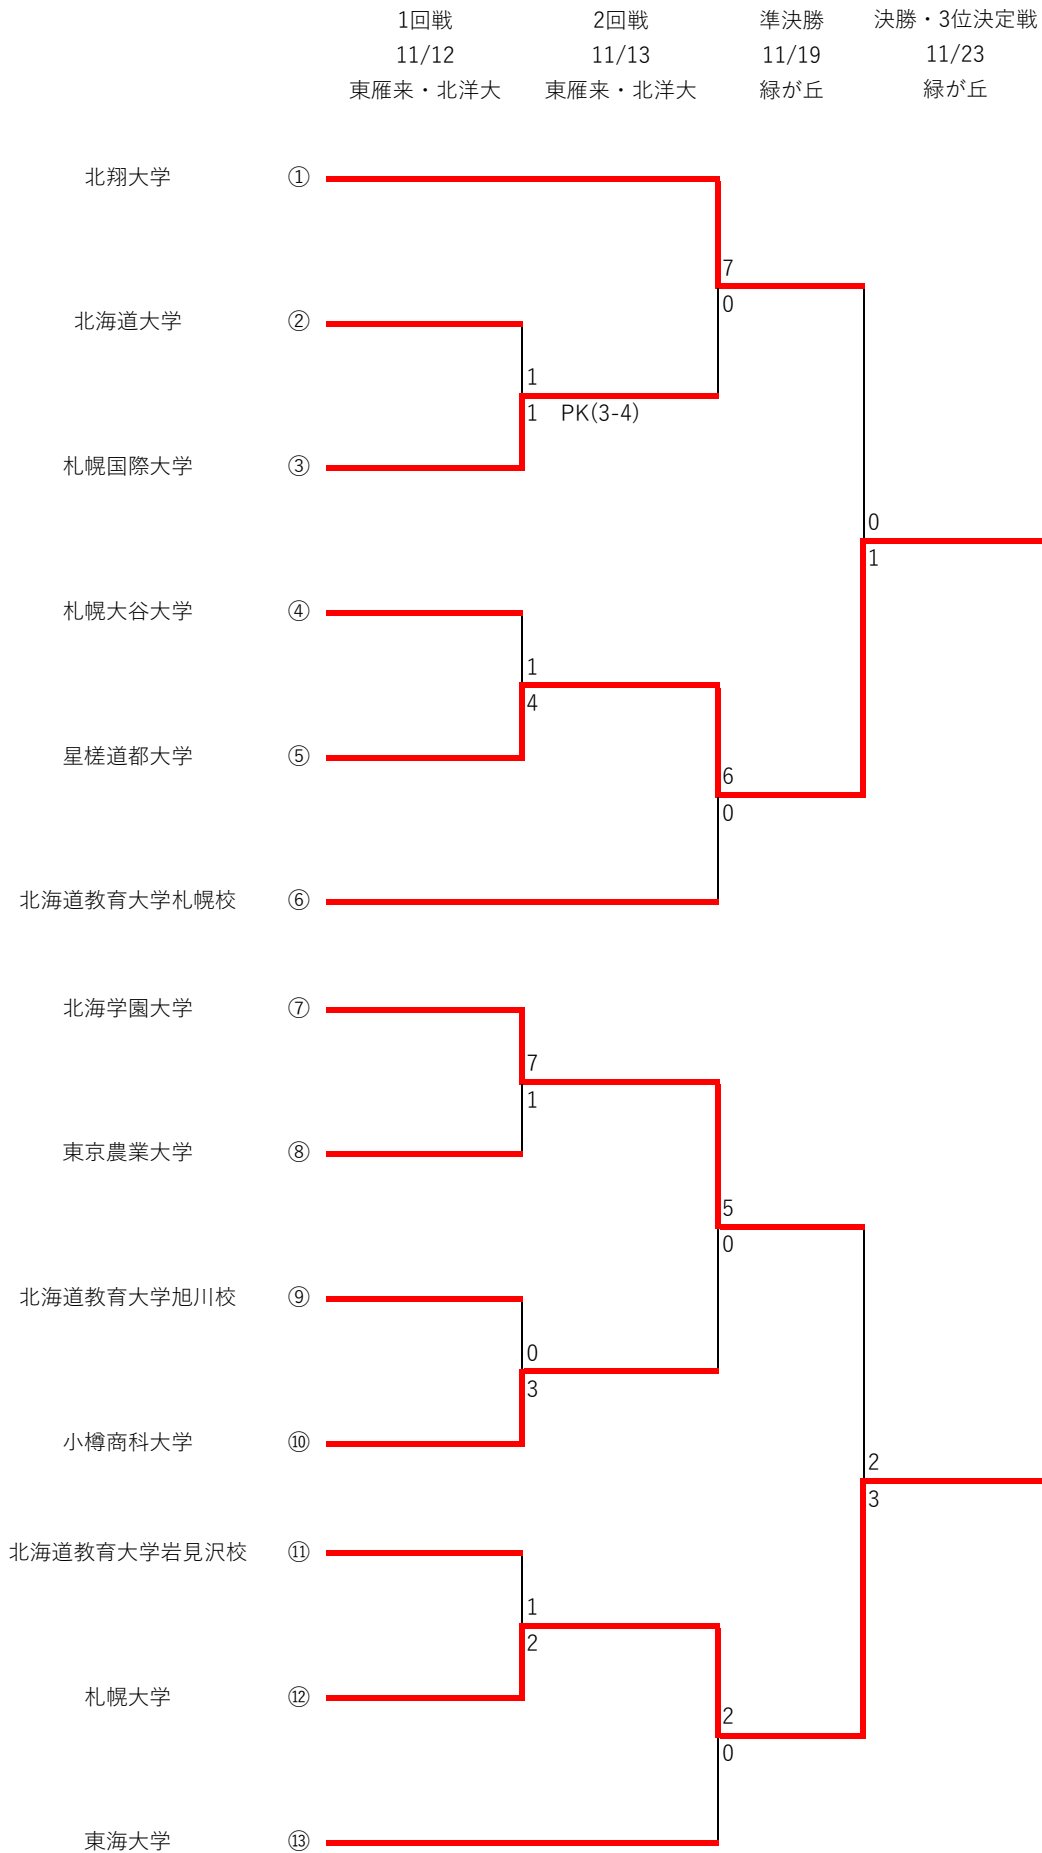 1回戦 2回戦 準決勝 決勝・3位決定戦
11/12 11/13 11/19 11/23
東雁来・北洋大 東雁来・北洋大 緑が丘 緑が丘
北翔大学 ①
7
0
北海道大学 ②
1
1 PK(3-4)
札幌国際大学 ③
0
1
札幌大谷大学 ④
1
4
星槎道都大学 ⑤
6
0
北海道教育大学札幌校 ⑥
北海学園大学 ⑦
7
1
東京農業大学 ⑧
5
0
北海道教育大学旭川校 ⑨
0
3
小樽商科大学 ⑩
2
3
北海道教育大学岩見沢校 ⑪
1
2
札幌大学 ⑫
2
0
東海大学 ⑬